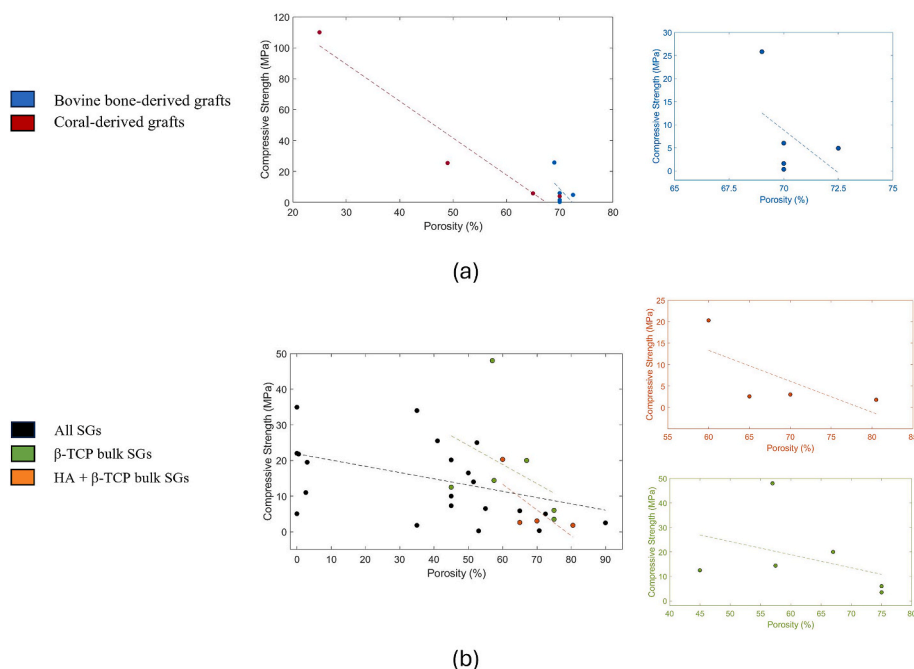 Bovine bone-derived grafts
Coral-derived grafts
120
100
80
60
40
20
0
Compressive Strength (MPa)
20 30 40 50 60 70 80
Porosity (%)
30
25
20
15
10
5
0
Compressive Strength (MPa)
65 67.5 70 72.5 75
Porosity (%)
(a)
All SGs
β-TCP bulk SGs
HA + β-TCP bulk SGs
50
40
30
20
10
0
Compressive Strength (MPa)
0 10 20 30 40 50 60 70 80 90
Porosity (%)
25
20
15
10
5
0
Compressive Strength (MPa)
55 60 65 70 75 80 85
Porosity (%)
50
40
30
20
10
0
Compressive Strength (MPa)
40 45 50 55 60 65 70 75 80
Porosity (%)
(b)